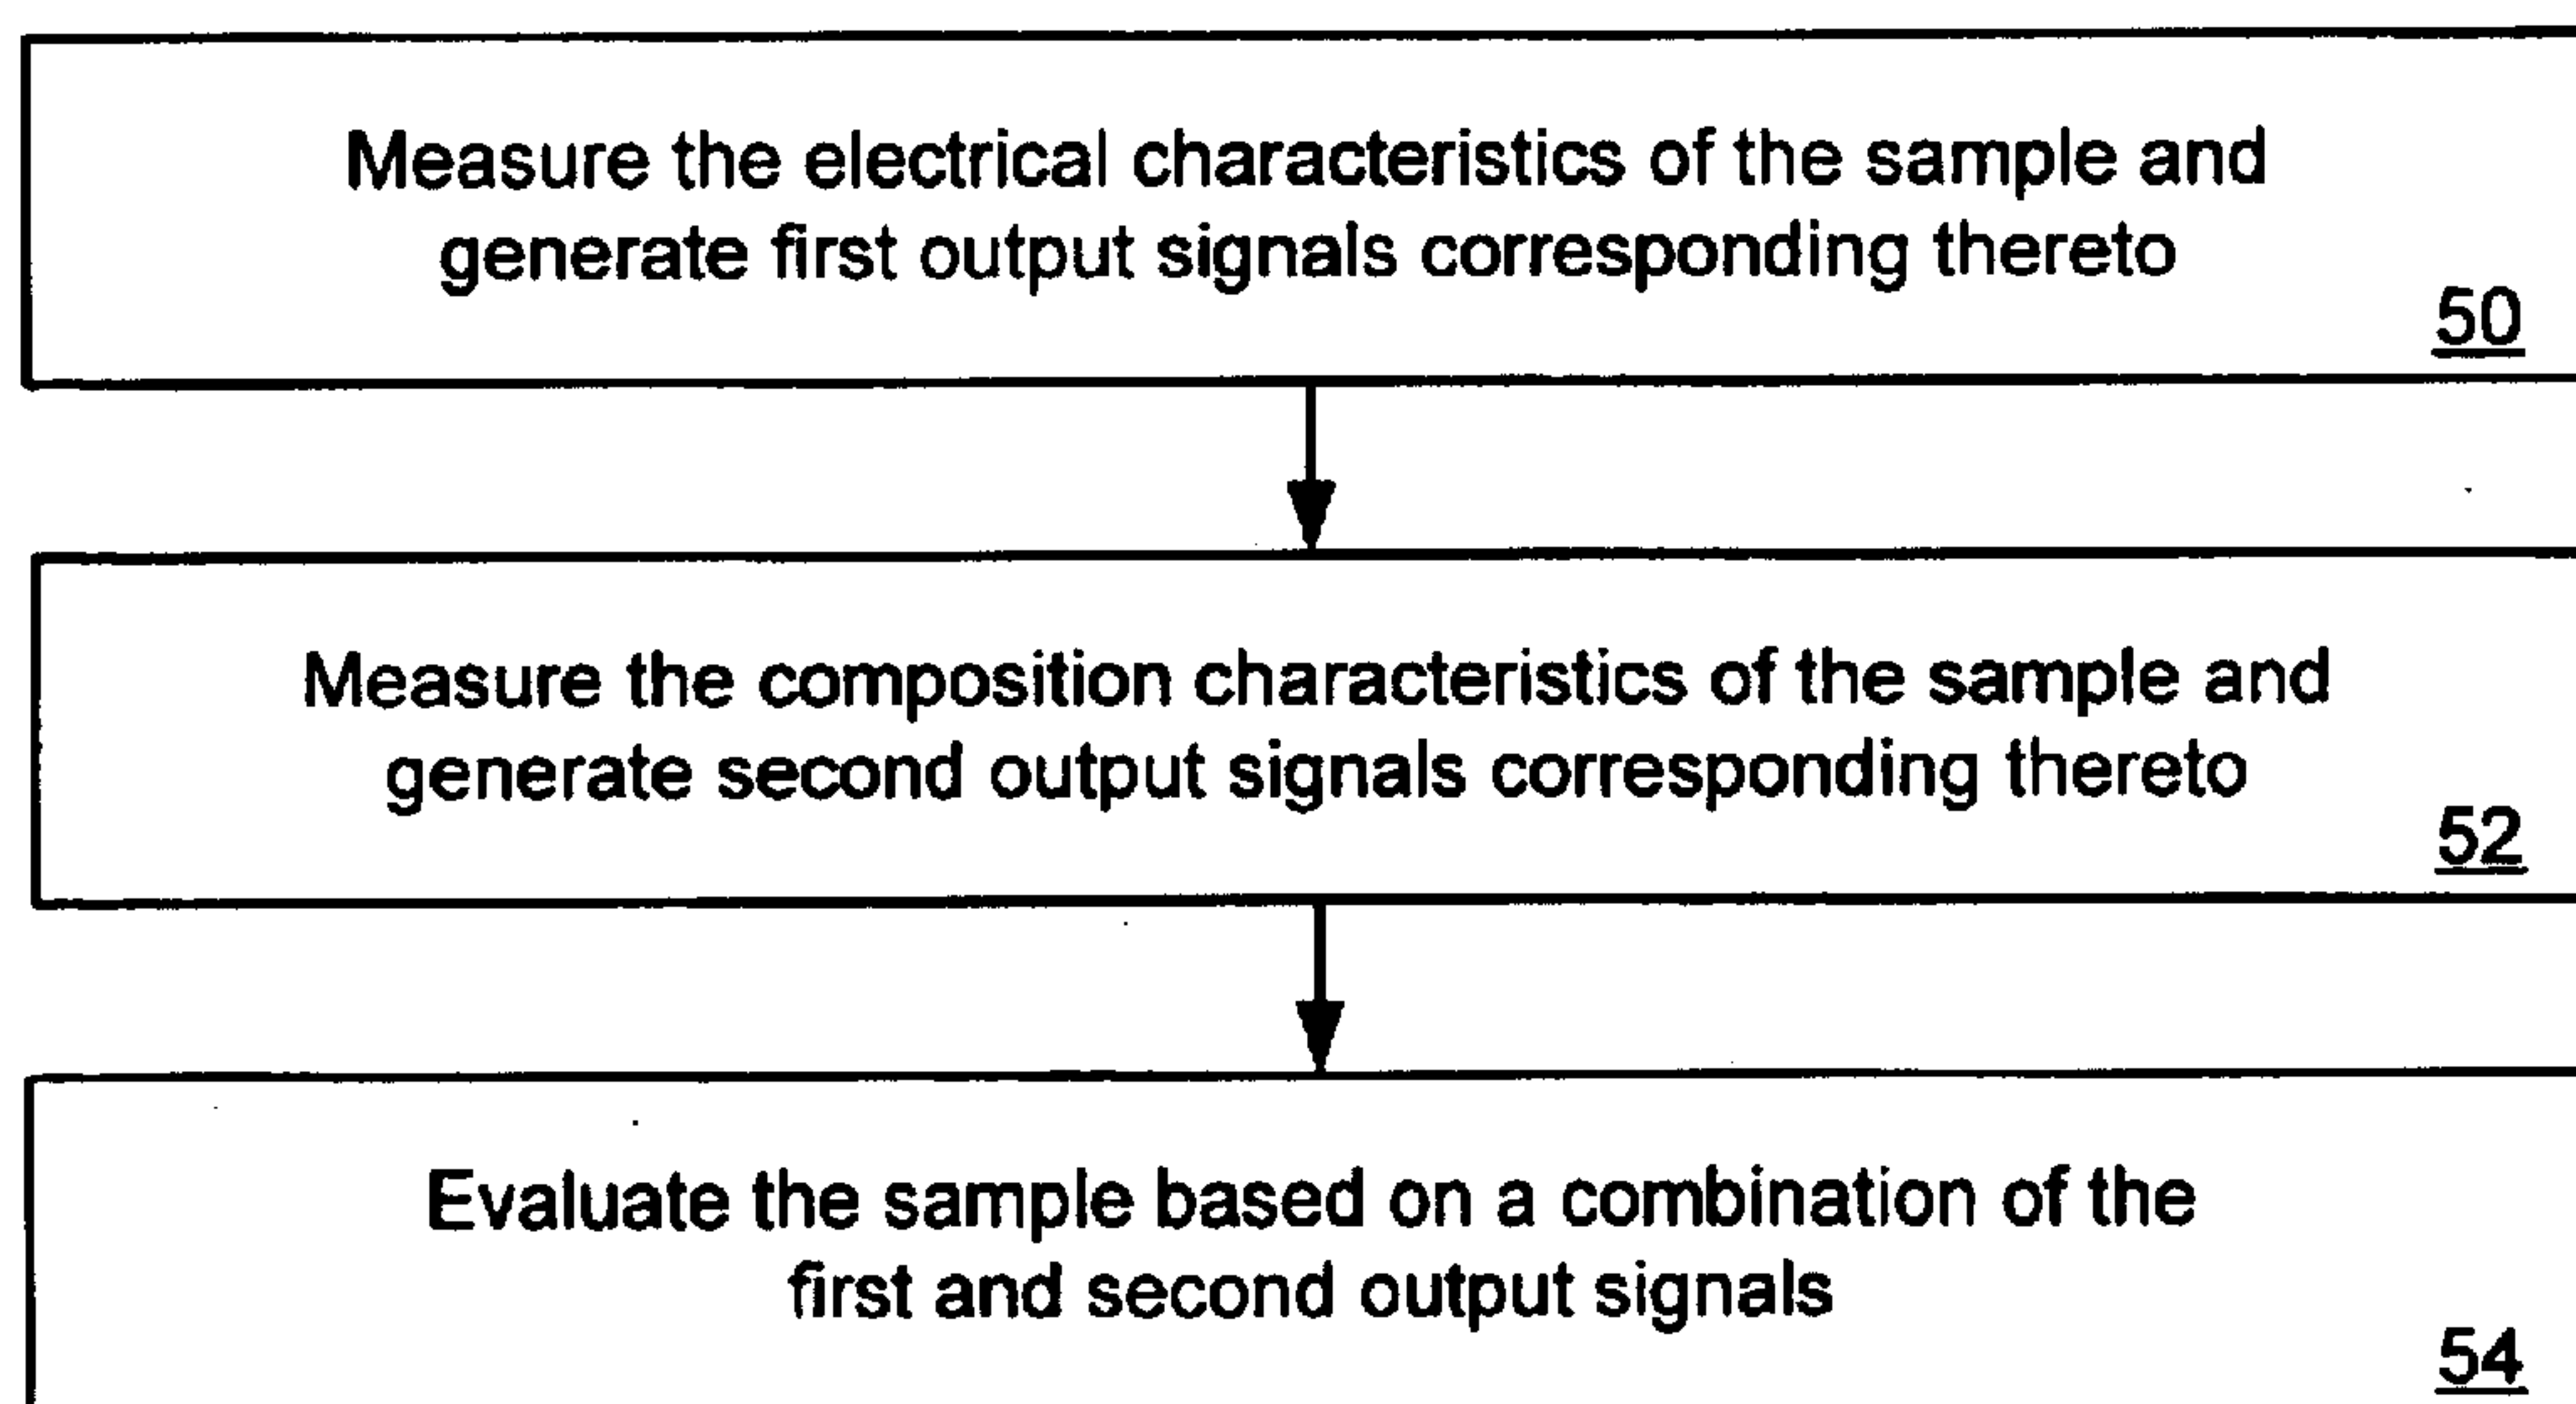 Measure the electrical characteristics of the sample and
generate first output signals corresponding thereto
50
Measure the composition characteristics of the sample and
generate second output signals corresponding thereto
52
Evaluate the sample based on a combination of the
first and second output signals
54